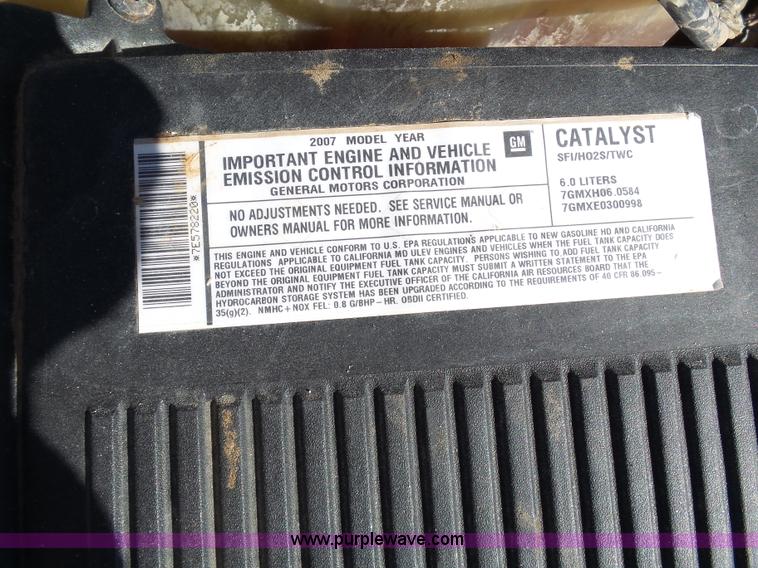 *7E578220*
2007 MODEL YEAR
IMPORTANT ENGINE AND VEHICLE
EMISSION CONTROL INFORMATION
GENERAL MOTORS CORPORATION
GM
CATALYST
SFI/HO2S/TWC
6.0 LITERS
7GMXH06.0584
7GMXE0300998
NO ADJUSTMENTS NEEDED. SEE SERVICE MANUAL OR
OWNERS MANUAL FOR MORE INFORMATION.
THIS ENGINE AND VEHICLE CONFORM TO U.S. EPA REGULATIONS APPLICABLE TO NEW GASOLINE HD AND CALIFORNIA
REGULATIONS APPLICABLE TO CALIFORNIA MD ULEV ENGINES AND VEHICLES WHEN THE FUEL TANK CAPACITY DOES
NOT EXCEED THE ORIGINAL EQUIPMENT FUEL TANK CAPACITY. PERSONS WISHING TO ADD FUEL TANK CAPACITY
BEYOND THE ORIGINAL EQUIPMENT TANK CAPACITY MUST SUBMIT A WRITTEN STATEMENT TO THE EPA
ADMINISTRATOR AND NOTIFY THE EXECUTIVE OFFICER OF THE CALIFORNIA AIR RESOURCES BOARD THAT THE
HYDROCARBON STORAGE SYSTEM HAS BEEN UPGRADED ACCORDING TO THE REQUIREMENTS OF 40 CFR 86.095-
35(g)(2). NMHC+NOX FEL: 0.8 G/BHP-HR. OBDII CERTIFIED.
www.purplewave.com